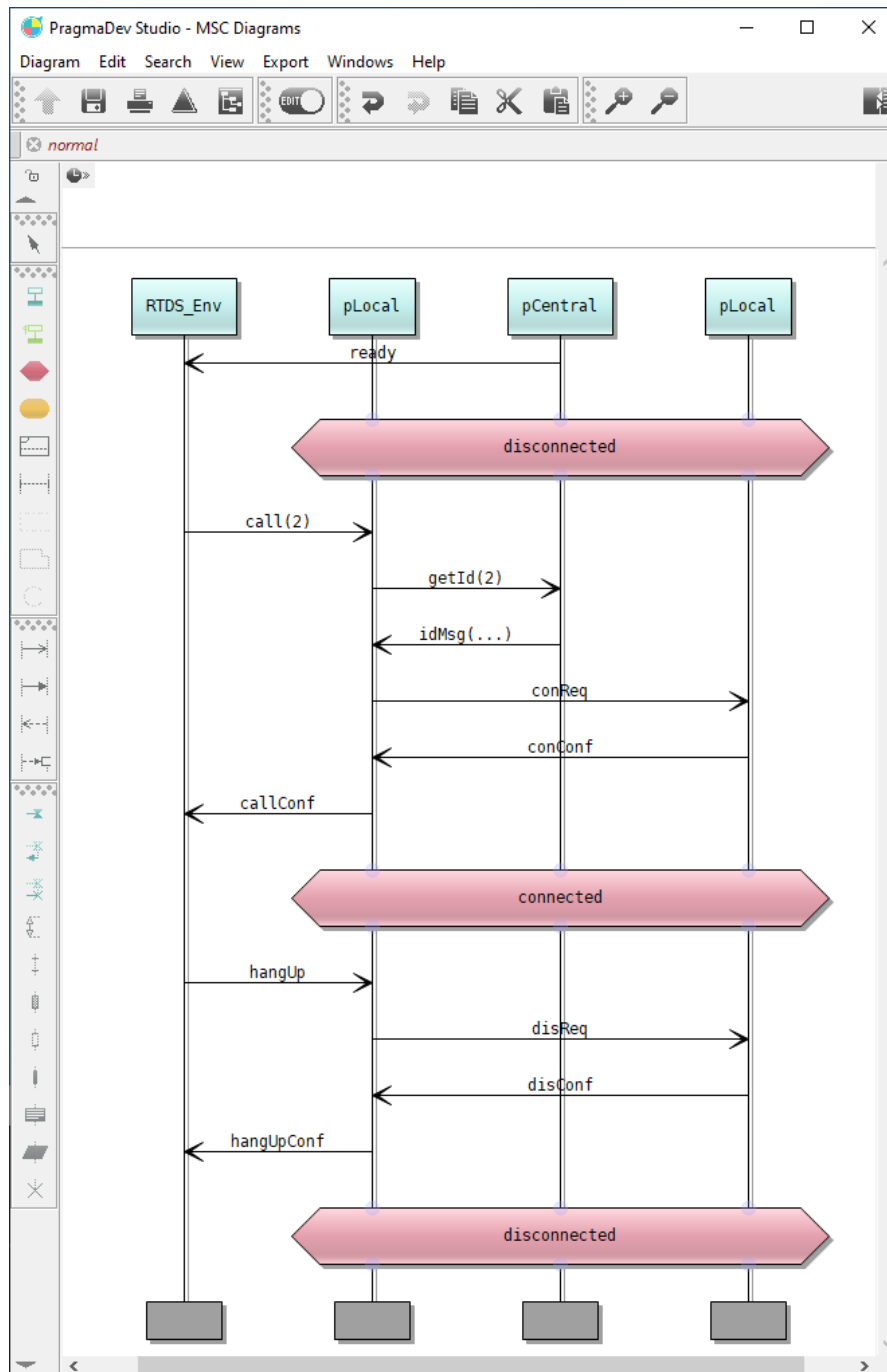 PragmaDev Studio - MSC Diagrams
Diagram Edit Search View Export Windows Help
EDIT
normal
RTDS_Env pLocal pCentral pLocal
ready
disconnected
call(2)
getId(2)
idMsg(...)
conReq
conConf
callConf
connected
hangUp
disReq
disConf
hangUpConf
disconnected